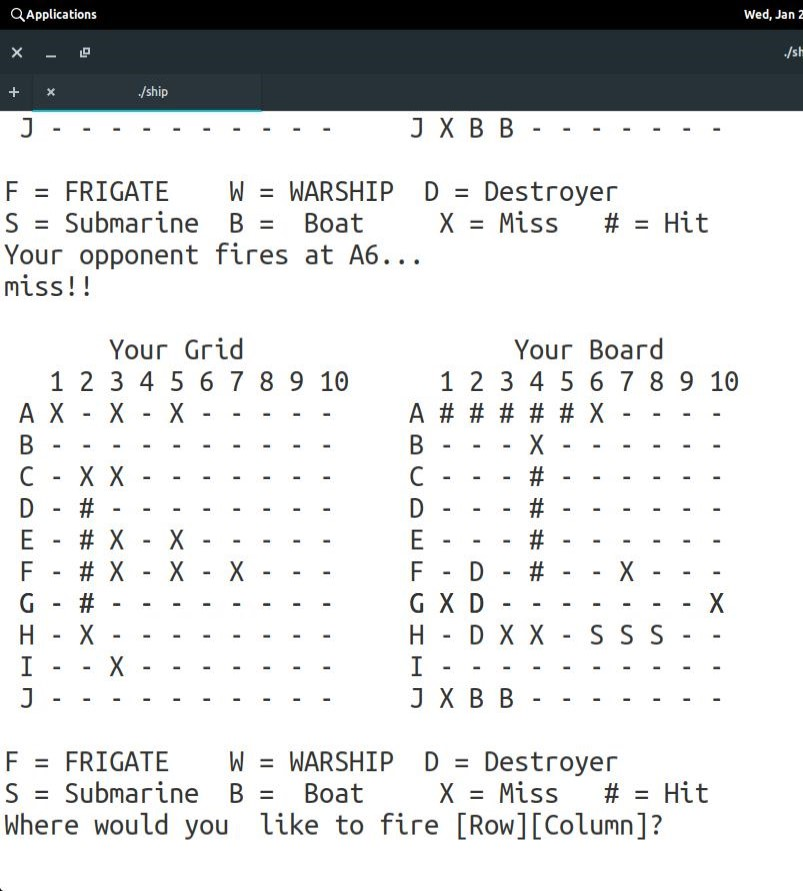 Applications Wed, Jan 2
./sh
+ × ./ship
J - - - - - - - - - - J X B B - - - - - - -
F = FRIGATE W = WARSHIP D = Destroyer
S = Submarine B = Boat X = Miss # = Hit
Your opponent fires at A6...
miss!!
Your Grid Your Board
1 2 3 4 5 6 7 8 9 10 1 2 3 4 5 6 7 8 9 10
A X - X - X - - - - - A # # # # # X - - - -
B - - - - - - - - - - B - - - X - - - - - -
C - X X - - - - - - - C - - - # - - - - - -
D - # - - - - - - - - D - - - # - - - - - -
E - # X - X - - - - - E - - - # - - - - - -
F - # X - X - X - - - F - D - # - - X - - -
G - # - - - - - - - - G X D - - - - - - - X
H - X - - - - - - - - H - D X X - S S S - -
I - - X - - - - - - - I - - - - - - - - - -
J - - - - - - - - - - J X B B - - - - - - -
F = FRIGATE W = WARSHIP D = Destroyer
S = Submarine B = Boat X = Miss # = Hit
Where would you like to fire [Row][Column]?